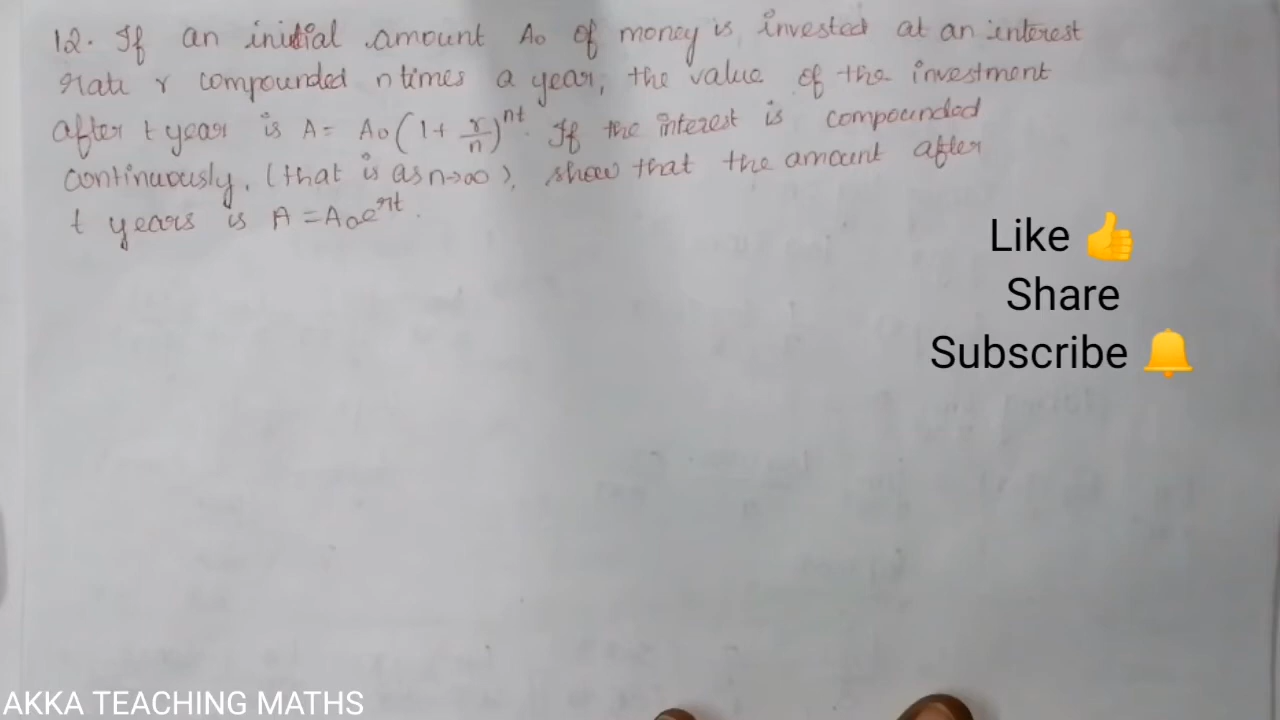 12. If an initial amount A₀ of money is invested at an interest
rate r compounded n times a year, the value of the investment
after t year is A = A₀(1 + r/n)^nt. If the interest is compounded
continuously, (that is as n→∞), show that the amount after
t years is A = A₀e^rt.
Like 👍
Share
Subscribe 🔔
AKKA TEACHING MATHS